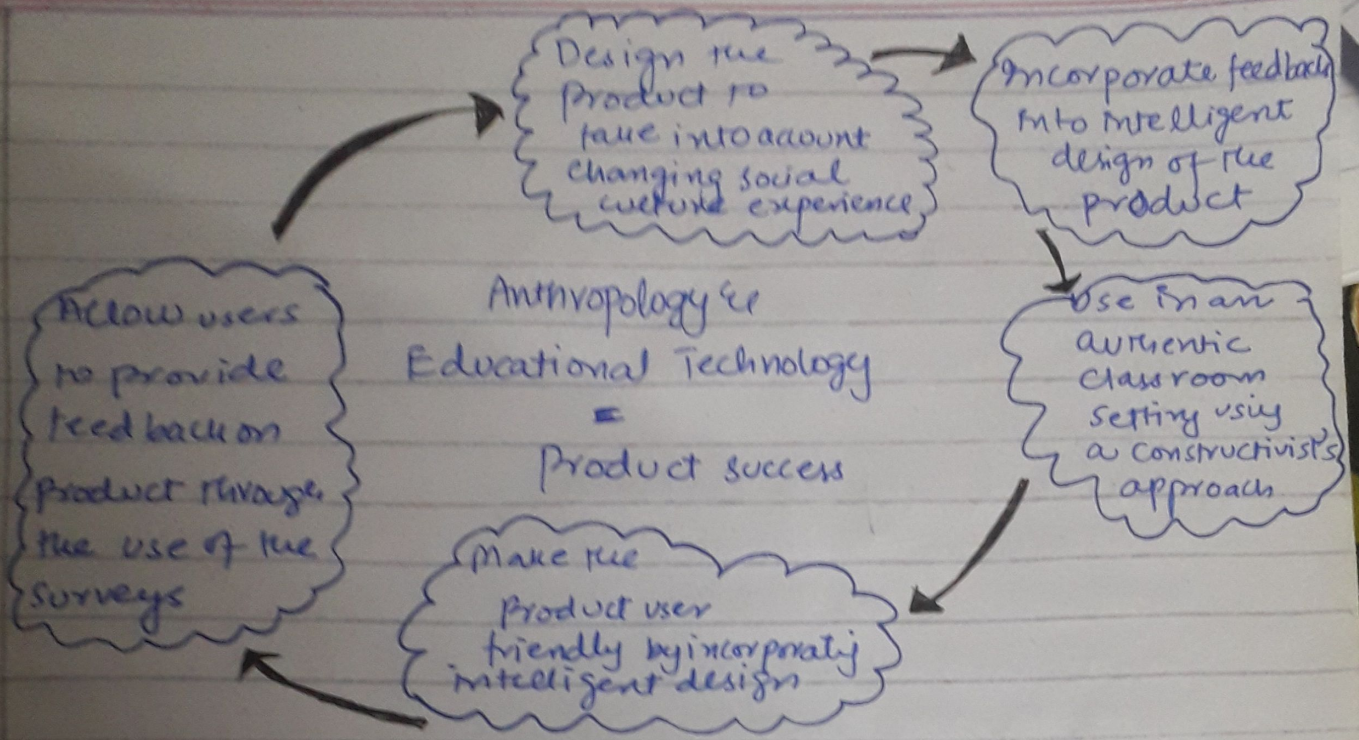 Design the
product to
take into account
changing social
culture experience
Incorporate feedback
into intelligent
design of the
product
Use in an
authentic
classroom
setting using
a constructivist's
approach
Make the
product user
friendly by incorporating
intelligent design
Allow users
to provide
feedback on
product through
the use of the
surveys
Anthropology &
Educational Technology
=
Product success